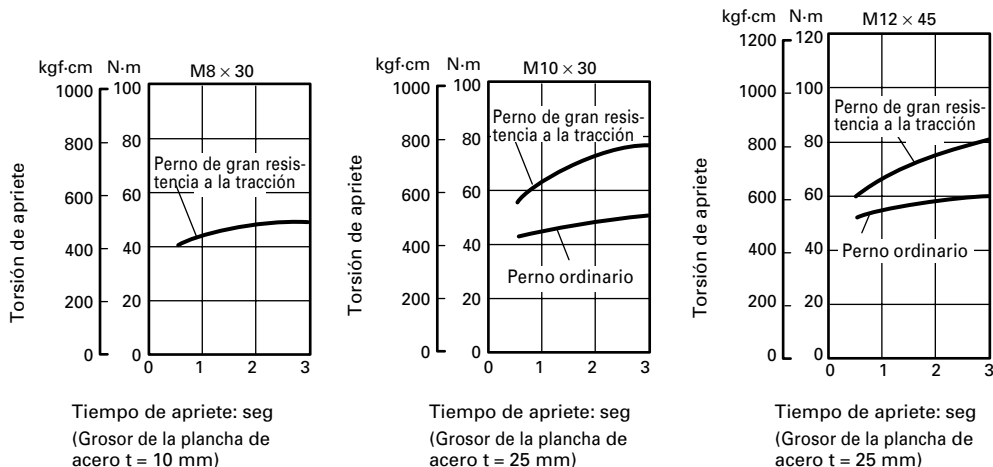 kgf·cm N·m
M8 × 30
1000 100
800 80
Perno de gran resis-
tencia a la tracción
600 60
400 40
200 20
0 0
0 1 2 3
Torsión de apriete
Tiempo de apriete: seg
(Grosor de la plancha de
acero t = 10 mm)
kgf·cm N·m
M10 × 30
1000 100
Perno de gran resis-
tencia a la tracción
800 80
600 60
400 40
Perno ordinario
200 20
0 0
0 1 2 3
Torsión de apriete
Tiempo de apriete: seg
(Grosor de la plancha de
acero t = 25 mm)
kgf·cm N·m
M12 × 45
1200 120
1000 100
Perno de gran resis-
tencia a la tracción
800 80
600 60
400 40
Perno ordinario
200 20
0 0
0 1 2 3
Torsión de apriete
Tiempo de apriete: seg
(Grosor de la plancha de
acero t = 25 mm)